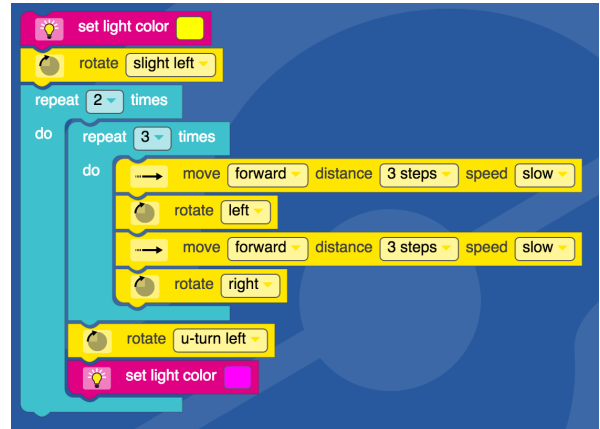 set light color
rotate slight left
repeat 2 times
do repeat 3 times
do move forward distance 3 steps speed slow
rotate left
move forward distance 3 steps speed slow
rotate right
rotate u-turn left
set light color